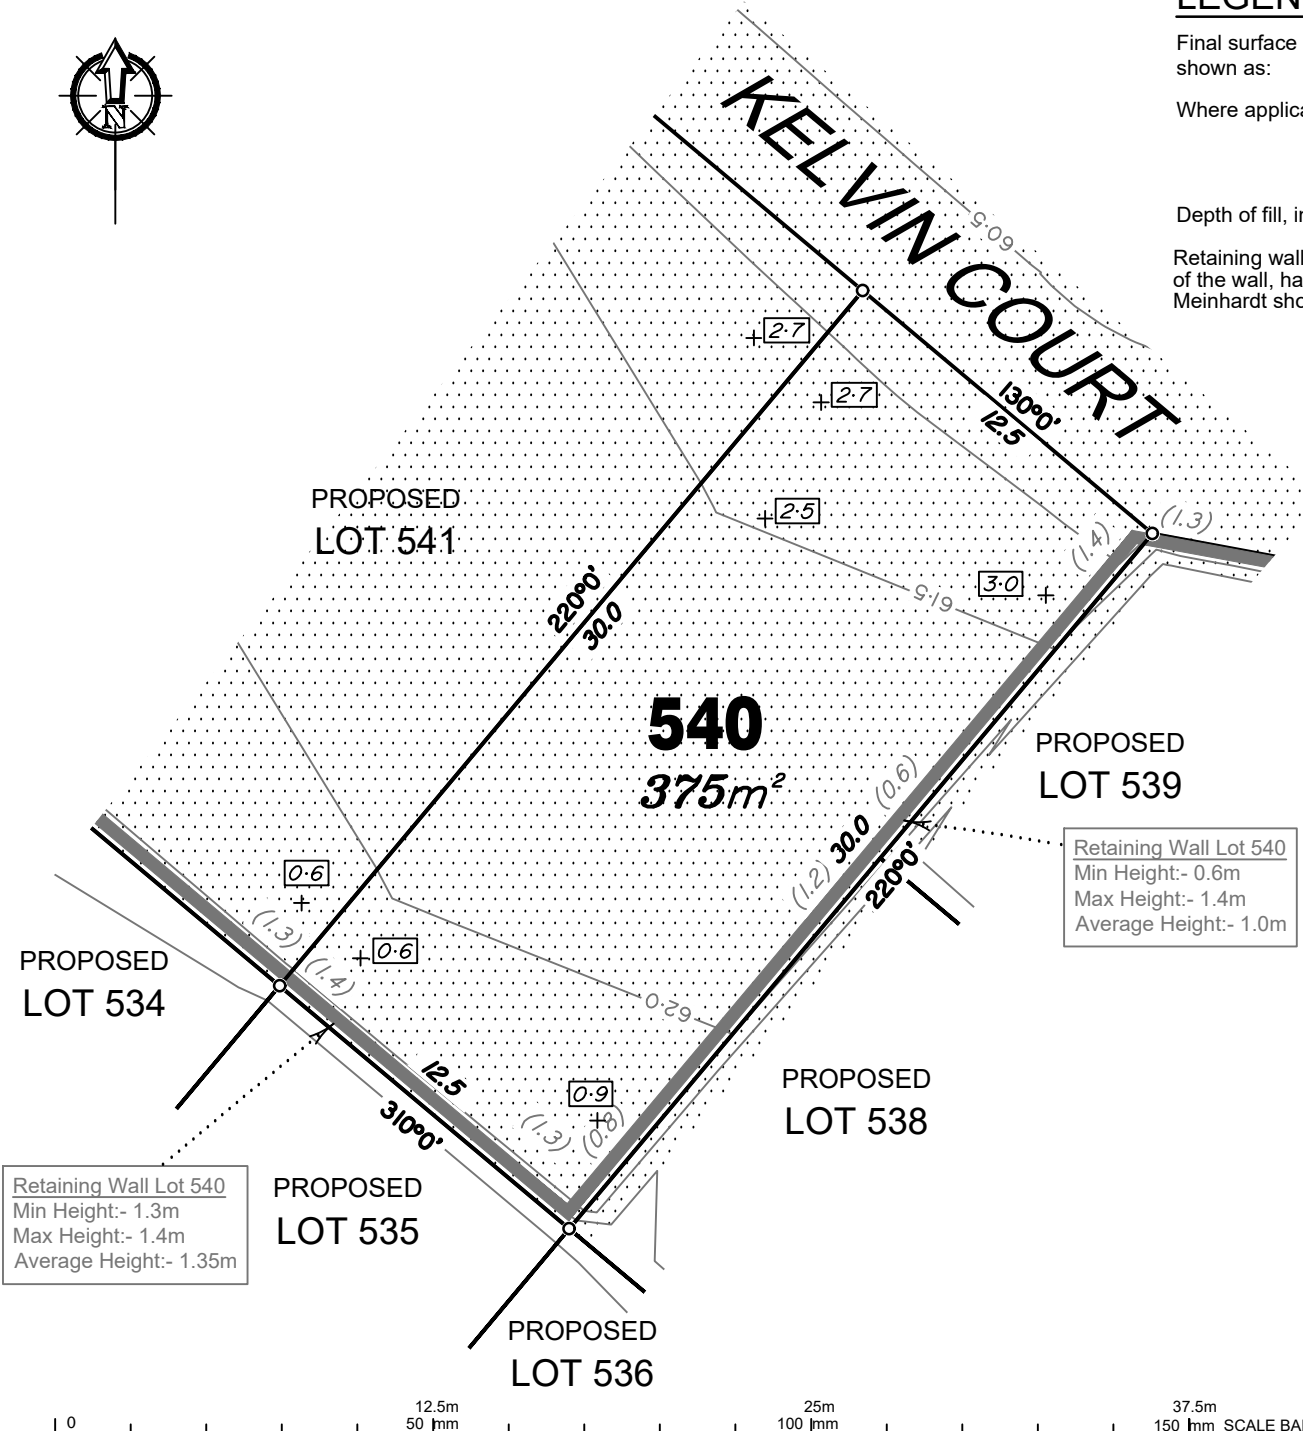 LEGEN
Final surface
shown as:
Where applica
Depth of fill, in
Retaining wall
of the wall, ha
Meinhardt sho
N
KELVIN COURT
60·5
2·7
2·7
130°0'
12.5
2·5
(1.3)
(1.4)
PROPOSED
LOT 541
3·0
61·5
220°0'
30.0
540
375m²
PROPOSED
LOT 539
(0.6)
30.0
220°0'
(1.2)
Retaining Wall Lot 540
Min Height:- 0.6m
Max Height:- 1.4m
Average Height:- 1.0m
0·6
(1.3)
0·6
(1.4)
PROPOSED
LOT 534
62·0
12.5
310°0'
0·9
(1.3)
(0.8)
PROPOSED
LOT 538
Retaining Wall Lot 540
Min Height:- 1.3m
Max Height:- 1.4m
Average Height:- 1.35m
PROPOSED
LOT 535
PROPOSED
LOT 536
12.5m 25m 37.5m
0 50 mm 100 mm 150 mm SCALE BAR